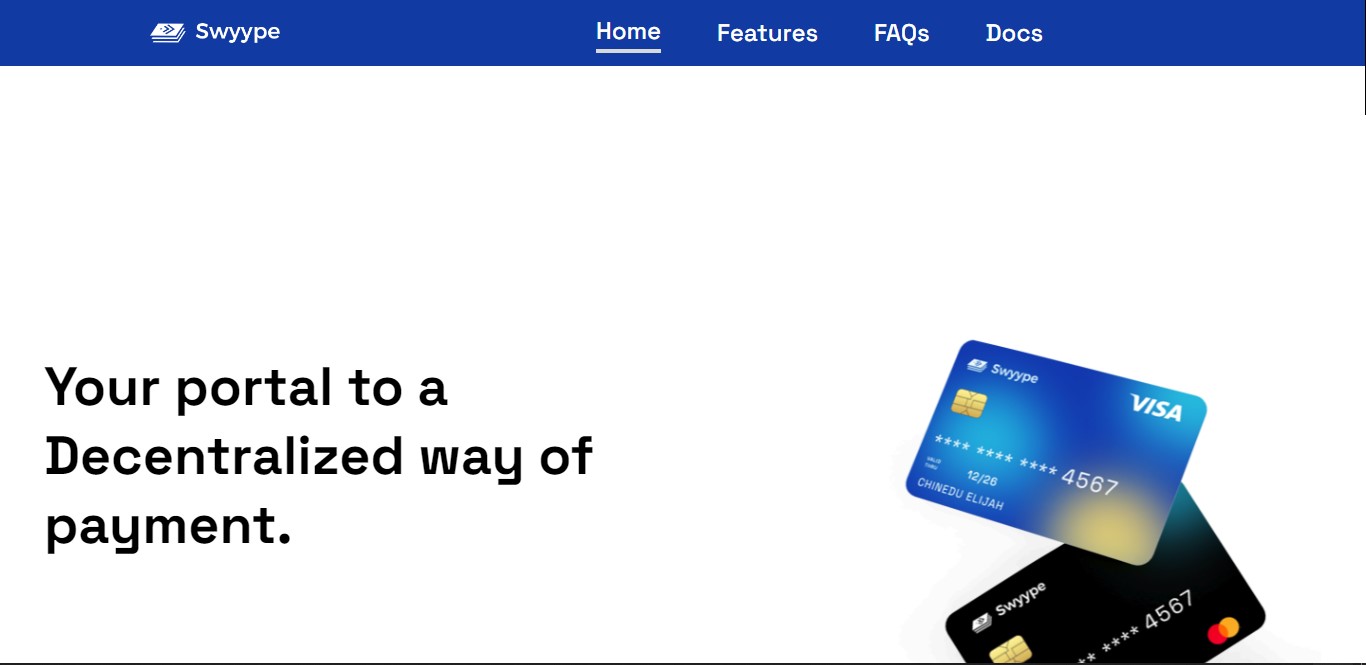 Swyype
Home
Features
FAQs
Docs
Your portal to a
Decentralized way of
payment.
Swyype
VISA
**** **** **** 4567
VALID
THRU
12/26
CHINEDU ELIJAH
Swyype
** **** 4567